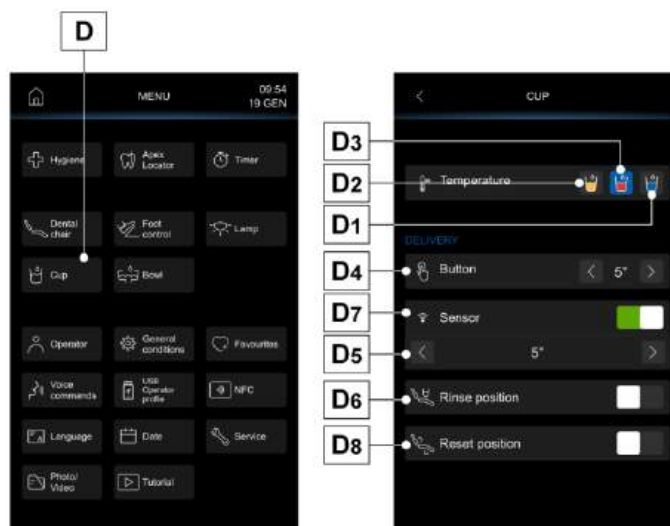 D
MENU
09:54
19 GEN
Hygiene
Apex
Locator
Timer
Dental
chair
Foot
control
Lamp
Cup
Bowl
Operator
General
conditions
Favourites
Voice
commands
USB
Operator
profile
NFC
Language
Date
Service
Photo/
Video
Tutorial
CUP
D3
D2
Temperature
D1
DELIVERY
D4
Button
5"
D7
Sensor
D5
5"
D6
Rinse position
D8
Reset position